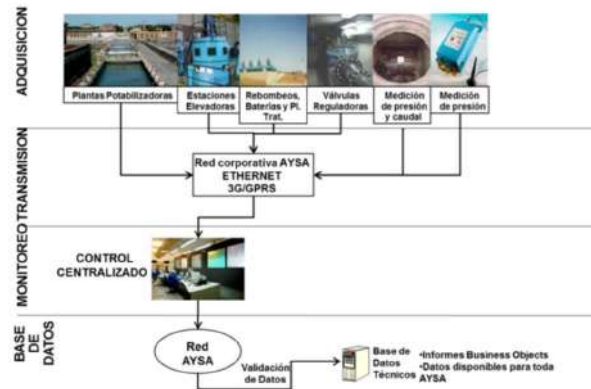 ADQUISICION
Plantas Potabilizadoras
Estaciones
Elevadoras
Rebombeos,
Baterías y Pl.
Trat.
Válvulas
Reguladoras
Medición
de presión
y caudal
Medición
de presión
TRANSMISION
Red corporativa AYSA
ETHERNET
3G/GPRS
MONITOREO
CONTROL
CENTRALIZADO
BASE
DE
DATOS
Red
AYSA
Validación
de Datos
Base de
Datos
Técnicos
•Informes Business Objects
•Datos disponibles para toda
AYSA